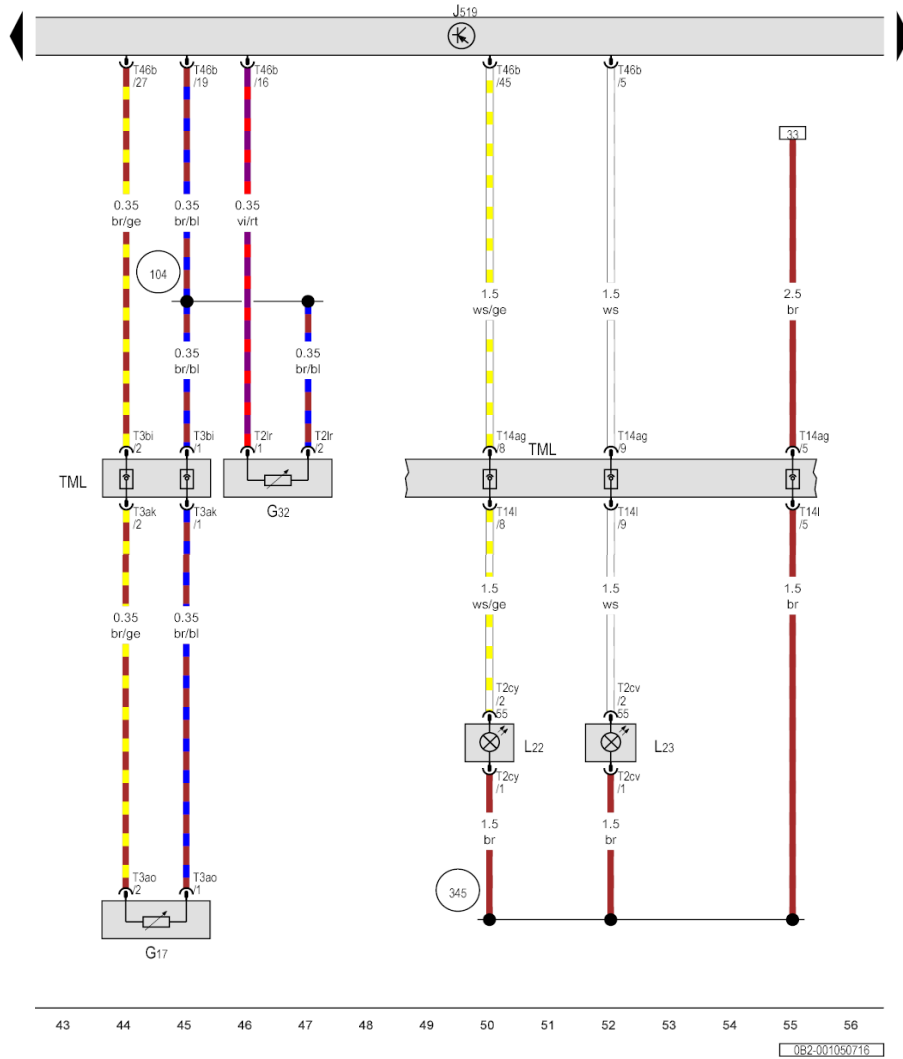 J519
T46b
/27
T46b
/19
T46b
/16
T46b
/45
T46b
/5
33
0.35
br/ge
0.35
br/bl
0.35
vi/rt
104
1.5
ws/ge
1.5
ws
2.5
br
0.35
br/bl
0.35
br/bl
T3bi
/2
T3bi
/1
T2lr
/1
T2lr
/2
T14ag
/8
TML
T14ag
/9
T14ag
/5
TML
G32
T3ak
/2
T3ak
/1
T14l
/8
T14l
/9
T14l
/5
1.5
ws/ge
1.5
ws
1.5
br
0.35
br/ge
0.35
br/bl
T2cy
/2
55
T2cv
/2
55
L22
L23
T2cy
/1
T2cv
/1
1.5
br
1.5
br
T3ao
/2
T3ao
/1
345
G17
43 44 45 46 47 48 49 50 51 52 53 54 55 56
0B2-001050716